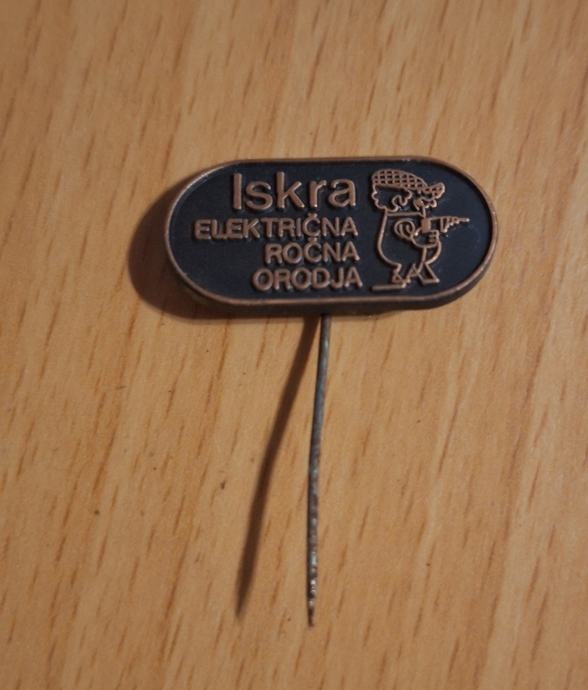 Iskra
ELEKTRIČNA
ROČNA
ORODJA